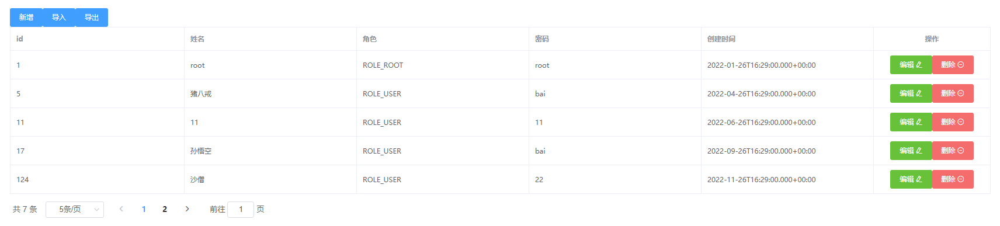 新增 导入 导出
id 姓名 角色 密码 创建时间 操作
1 root ROLE_ROOT root 2022-01-26T16:29:00.000+00:00 编辑 删除
5 猪八戒 ROLE_USER bai 2022-04-26T16:29:00.000+00:00 编辑 删除
11 11 ROLE_USER 11 2022-06-26T16:29:00.000+00:00 编辑 删除
17 孙悟空 ROLE_USER bai 2022-09-26T16:29:00.000+00:00 编辑 删除
124 沙僧 ROLE_USER 22 2022-11-26T16:29:00.000+00:00 编辑 删除
共 7 条 5条/页 1 2 前往 1 页